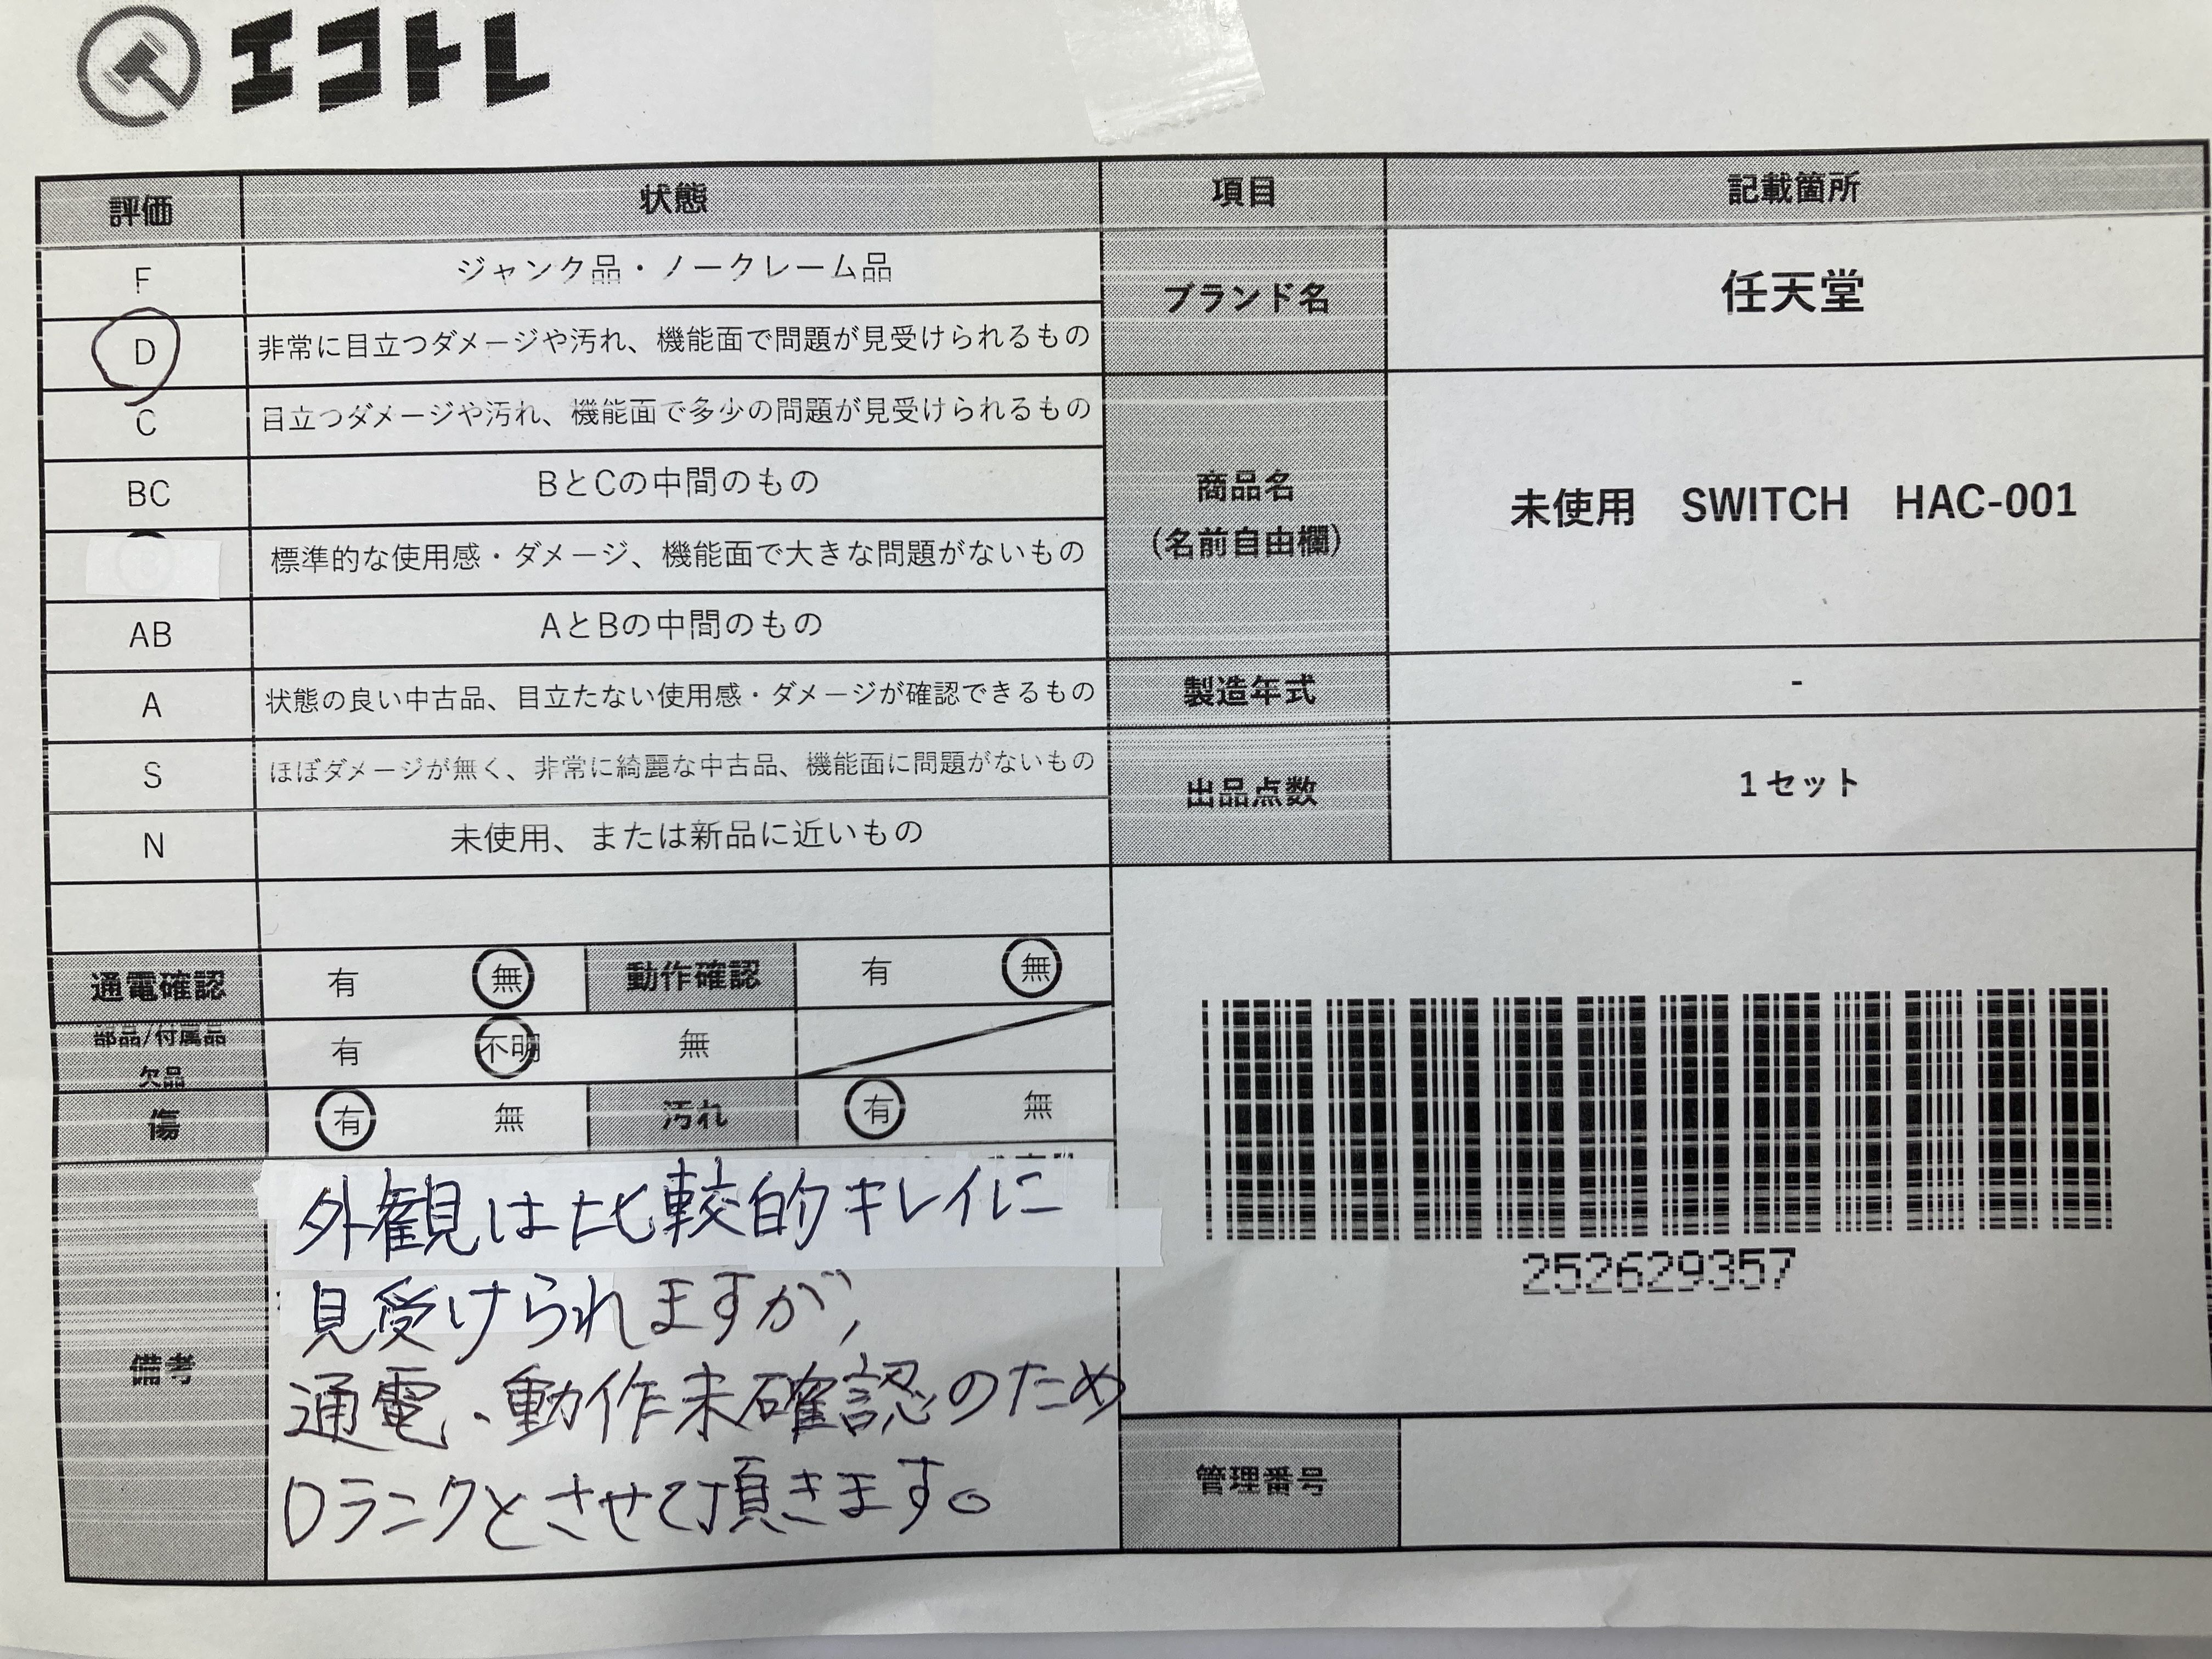 エコトレ
評価 状態 項目 記載箇所
F ジャンク品・ノークレーム品
D 非常に目立つダメージや汚れ、機能面で問題が見受けられるもの
C 目立つダメージや汚れ、機能面で多少の問題が見受けられるもの
BC BとCの中間のもの
標準的な使用感・ダメージ、機能面で大きな問題がないもの
AB AとBの中間のもの
A 状態の良い中古品、目立たない使用感・ダメージが確認できるもの
S ほぼダメージが無く、非常に綺麗な中古品、機能面に問題がないもの
N 未使用、または新品に近いもの
ブランド名 任天堂
商品名
(名前自由欄)
未使用 SWITCH HAC-001
-
製造年式 -
出品点数 1セット
通電確認 有 無 動作確認 有 無
部品/付属品
欠品
有 不明 無
傷 有 無 汚れ 有 無
備考
外観は比較的キレイに
見受けられますが、
通電、動作未確認のため
Dランクとさせて頂きます。
252629357
管理番号